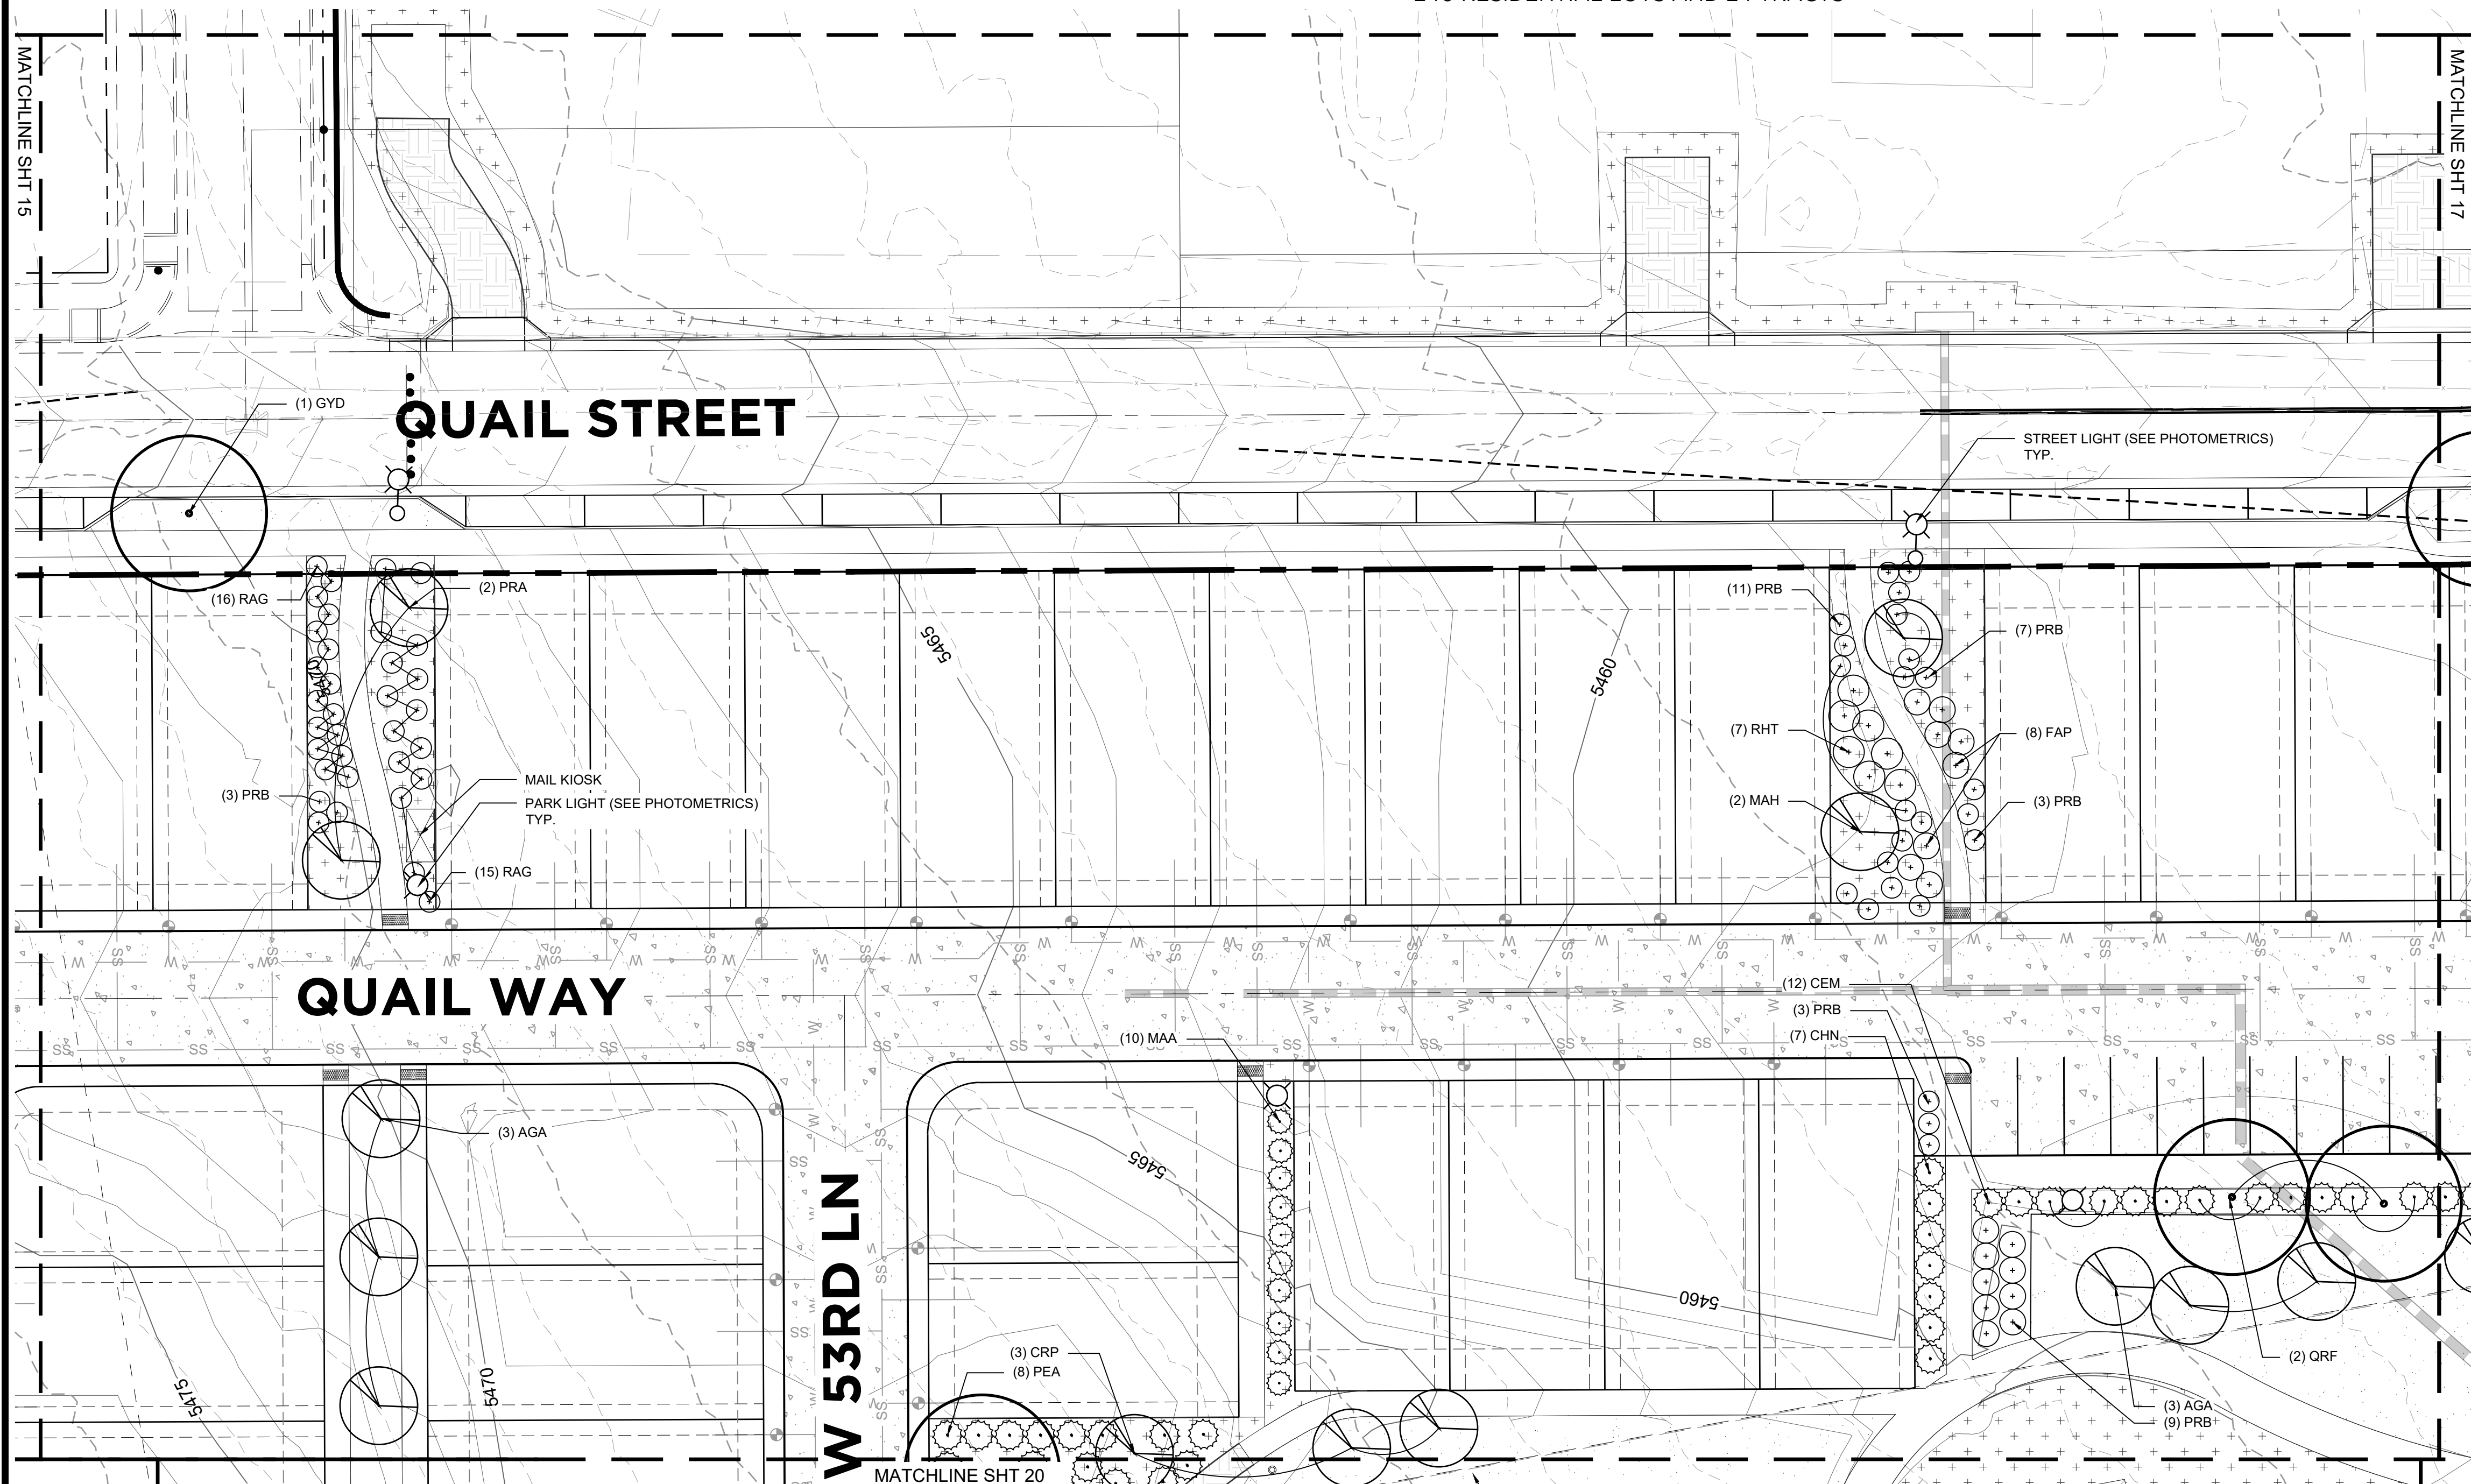 MATCHLINE SHT 15
MATCHLINE SHT 17
(1) GYD
QUAIL STREET
STREET LIGHT (SEE PHOTOMETRICS)
TYP.
(16) RAG
(2) PRA
(11) PRB
(7) PRB
5465
5460
(7) RHT
(8) FAP
MAIL KIOSK
(3) PRB
PARK LIGHT (SEE PHOTOMETRICS)
TYP.
(2) MAH
(3) PRB
(15) RAG
QUAIL WAY
(12) CEM
(3) PRB
(10) MAA
(7) CHN
(3) AGA
5465
W 53RD LN
5460
(3) CRP
(8) PEA
(2) QRF
5475
5470
(3) AGA
(9) PRB
MATCHLINE SHT 20